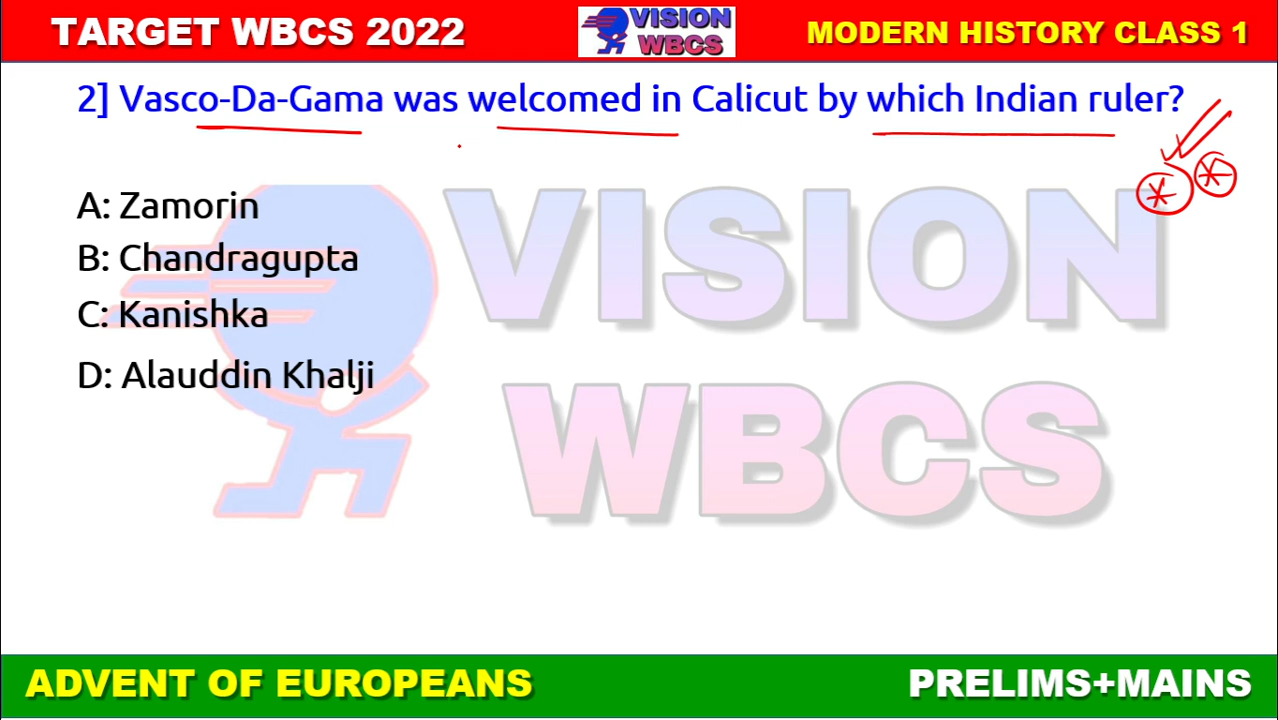 TARGET WBCS 2022
VISION
WBCS
MODERN HISTORY CLASS 1
2] Vasco-Da-Gama was welcomed in Calicut by which Indian ruler?
A: Zamorin
B: Chandragupta
C: Kanishka
D: Alauddin Khalji
VISION
WBCS
ADVENT OF EUROPEANS
PRELIMS+MAINS